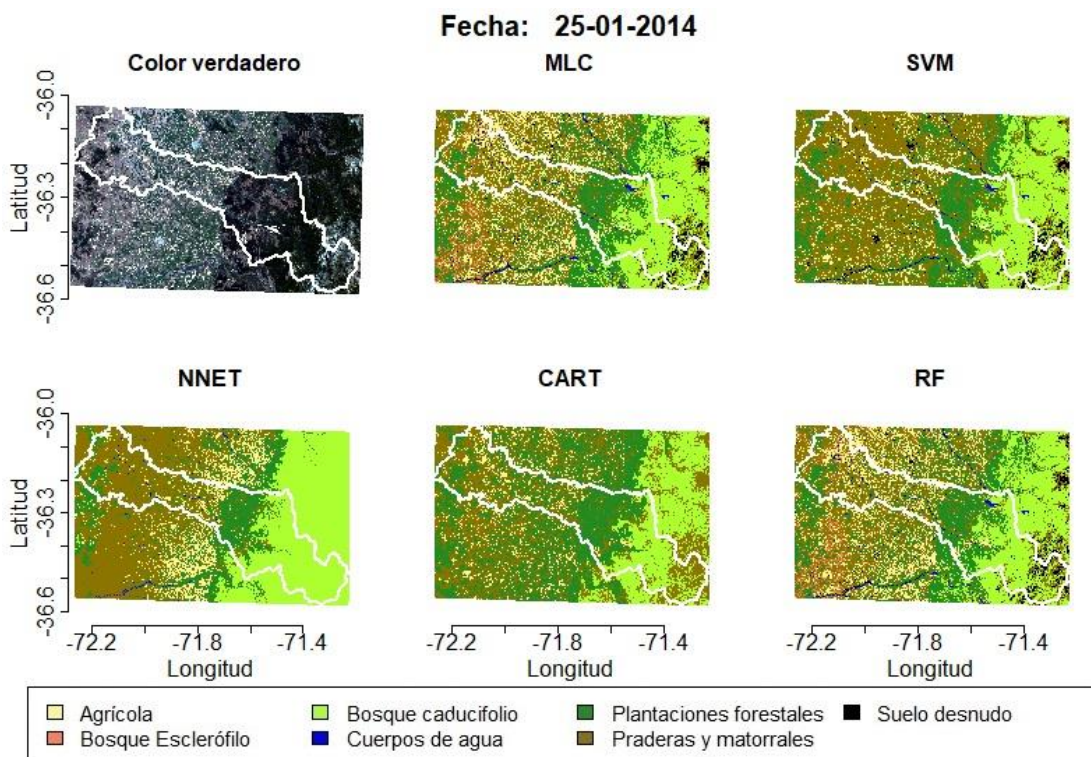 Fecha: 25-01-2014
Color verdadero
MLC
SVM
Latitud
-36.0
-36.3
-36.6
NNET
CART
RF
Latitud
-36.0
-36.3
-36.6
-72.2 -71.8 -71.4
Longitud
-72.2 -71.8 -71.4
Longitud
-72.2 -71.8 -71.4
Longitud
Agrícola
Bosque caducifolio
Plantaciones forestales
Suelo desnudo
Bosque Esclerófilo
Cuerpos de agua
Praderas y matorrales